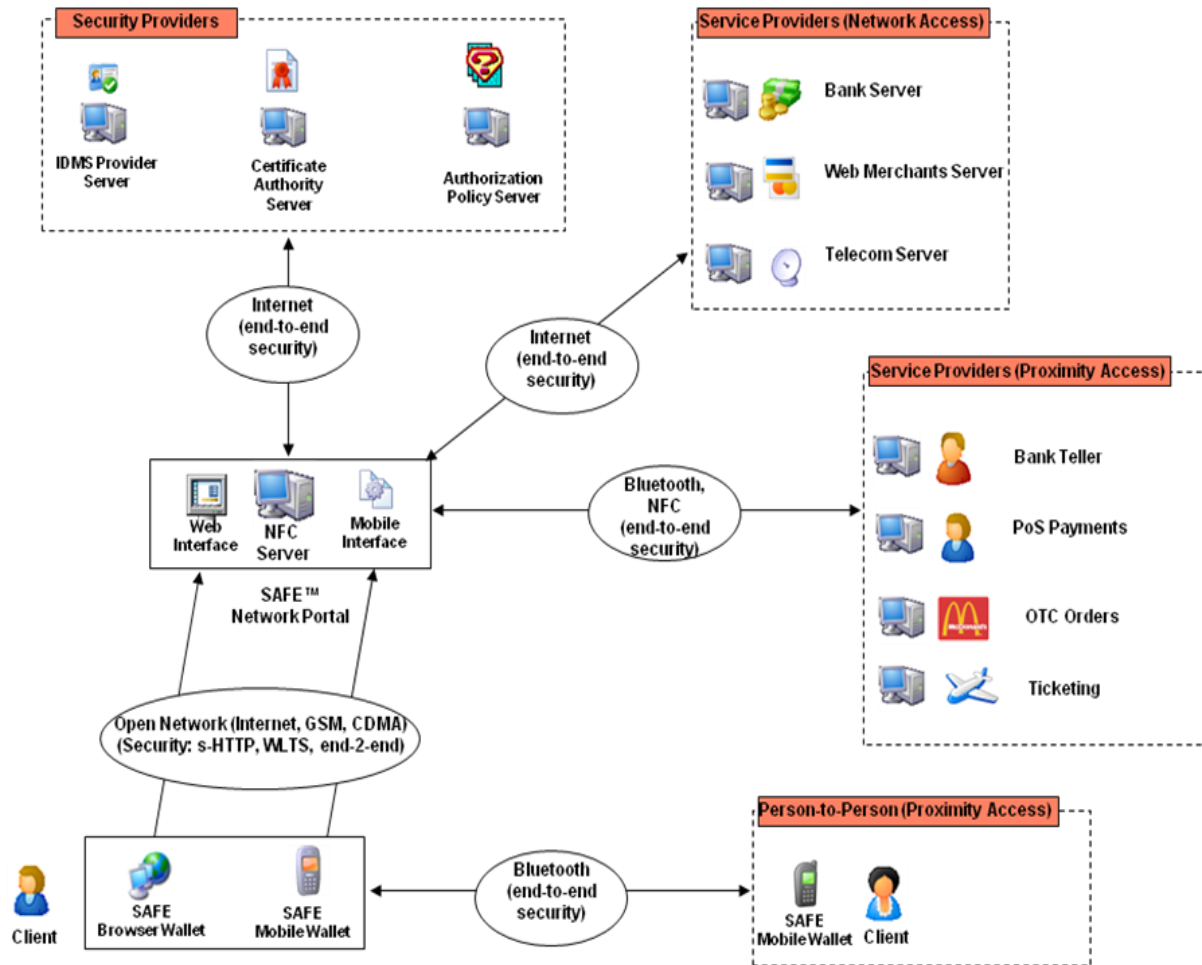 Security Providers
IDMS Provider
Server
Certificate
Authority
Server
Authorization
Policy Server
Service Providers (Network Access)
Bank Server
Web Merchants Server
Telecom Server
Internet
(end-to-end
security)
Internet
(end-to-end
security)
Service Providers (Proximity Access)
Bank Teller
PoS Payments
OTC Orders
McDonald's
Ticketing
Bluetooth,
NFC
(end-to-end
security)
Web
Interface
NFC
Server
Mobile
Interface
SAFE™
Network Portal
Open Network (Internet, GSM, CDMA)
(Security: s-HTTP, WLTS, end-2-end)
Client
SAFE
Browser Wallet
SAFE
Mobile Wallet
Bluetooth
(end-to-end
security)
Person-to-Person (Proximity Access)
SAFE
Mobile Wallet
Client